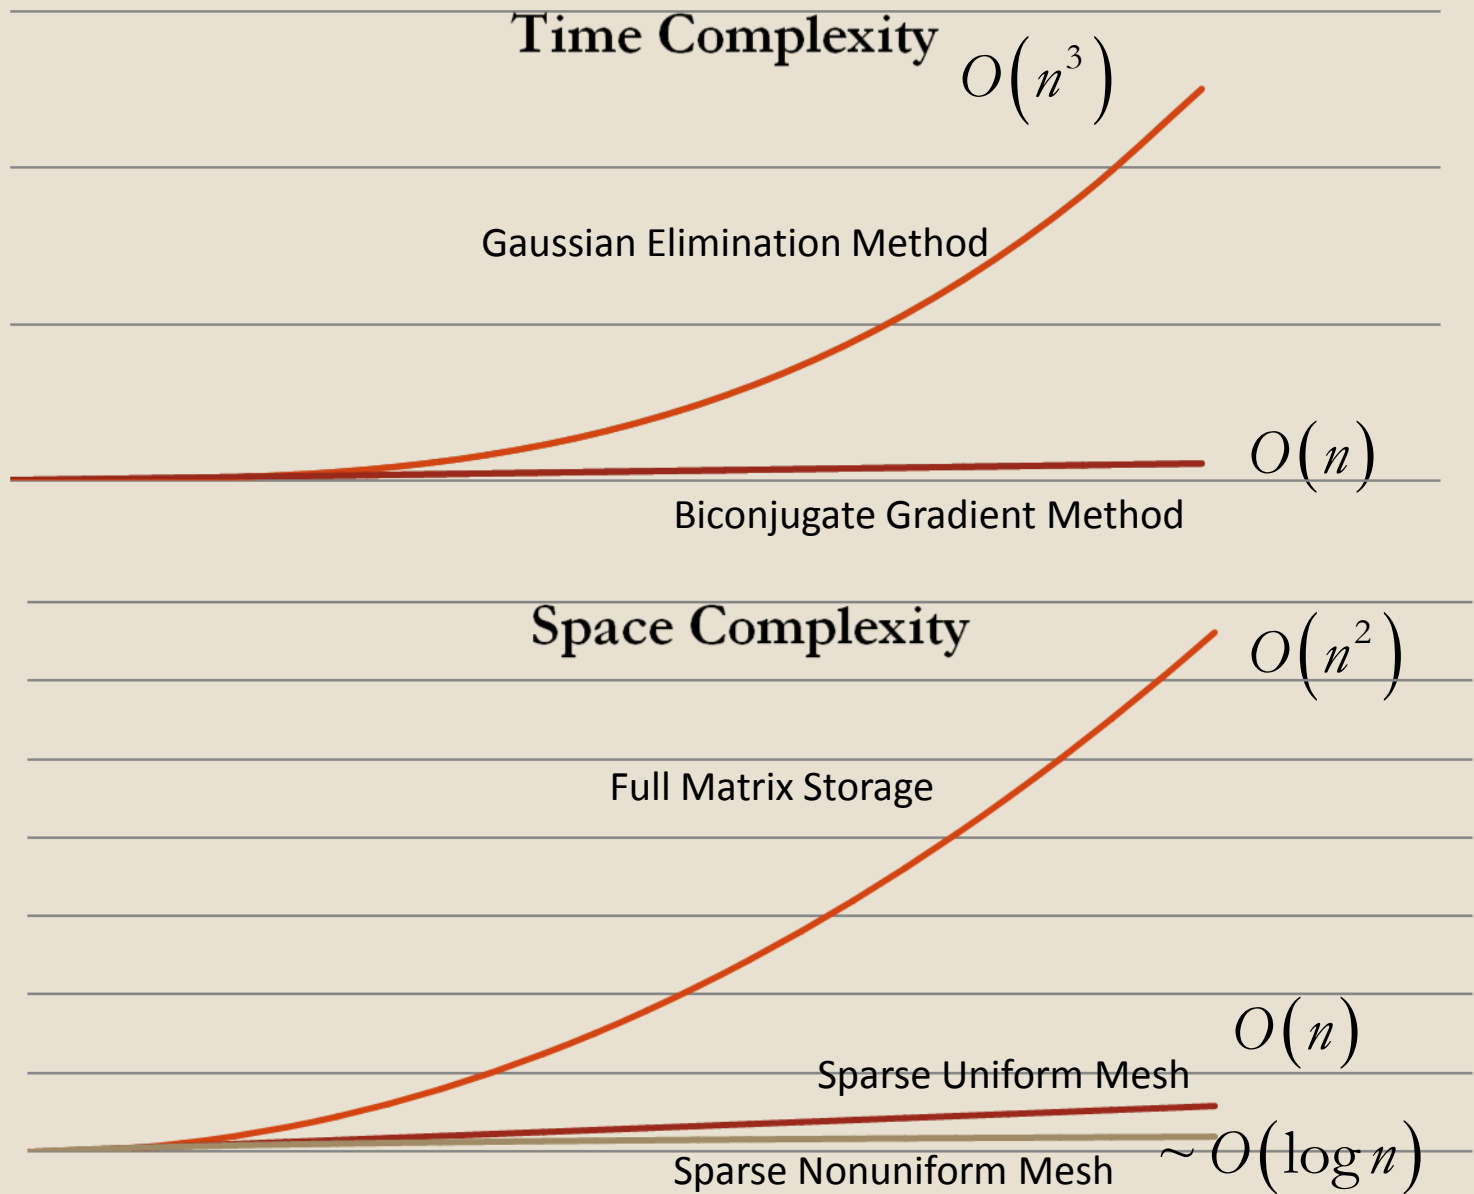 Time Complexity
O(n³)
Gaussian Elimination Method
O(n)
Biconjugate Gradient Method
Space Complexity
O(n²)
Full Matrix Storage
O(n)
Sparse Uniform Mesh
~ O(log n)
Sparse Nonuniform Mesh